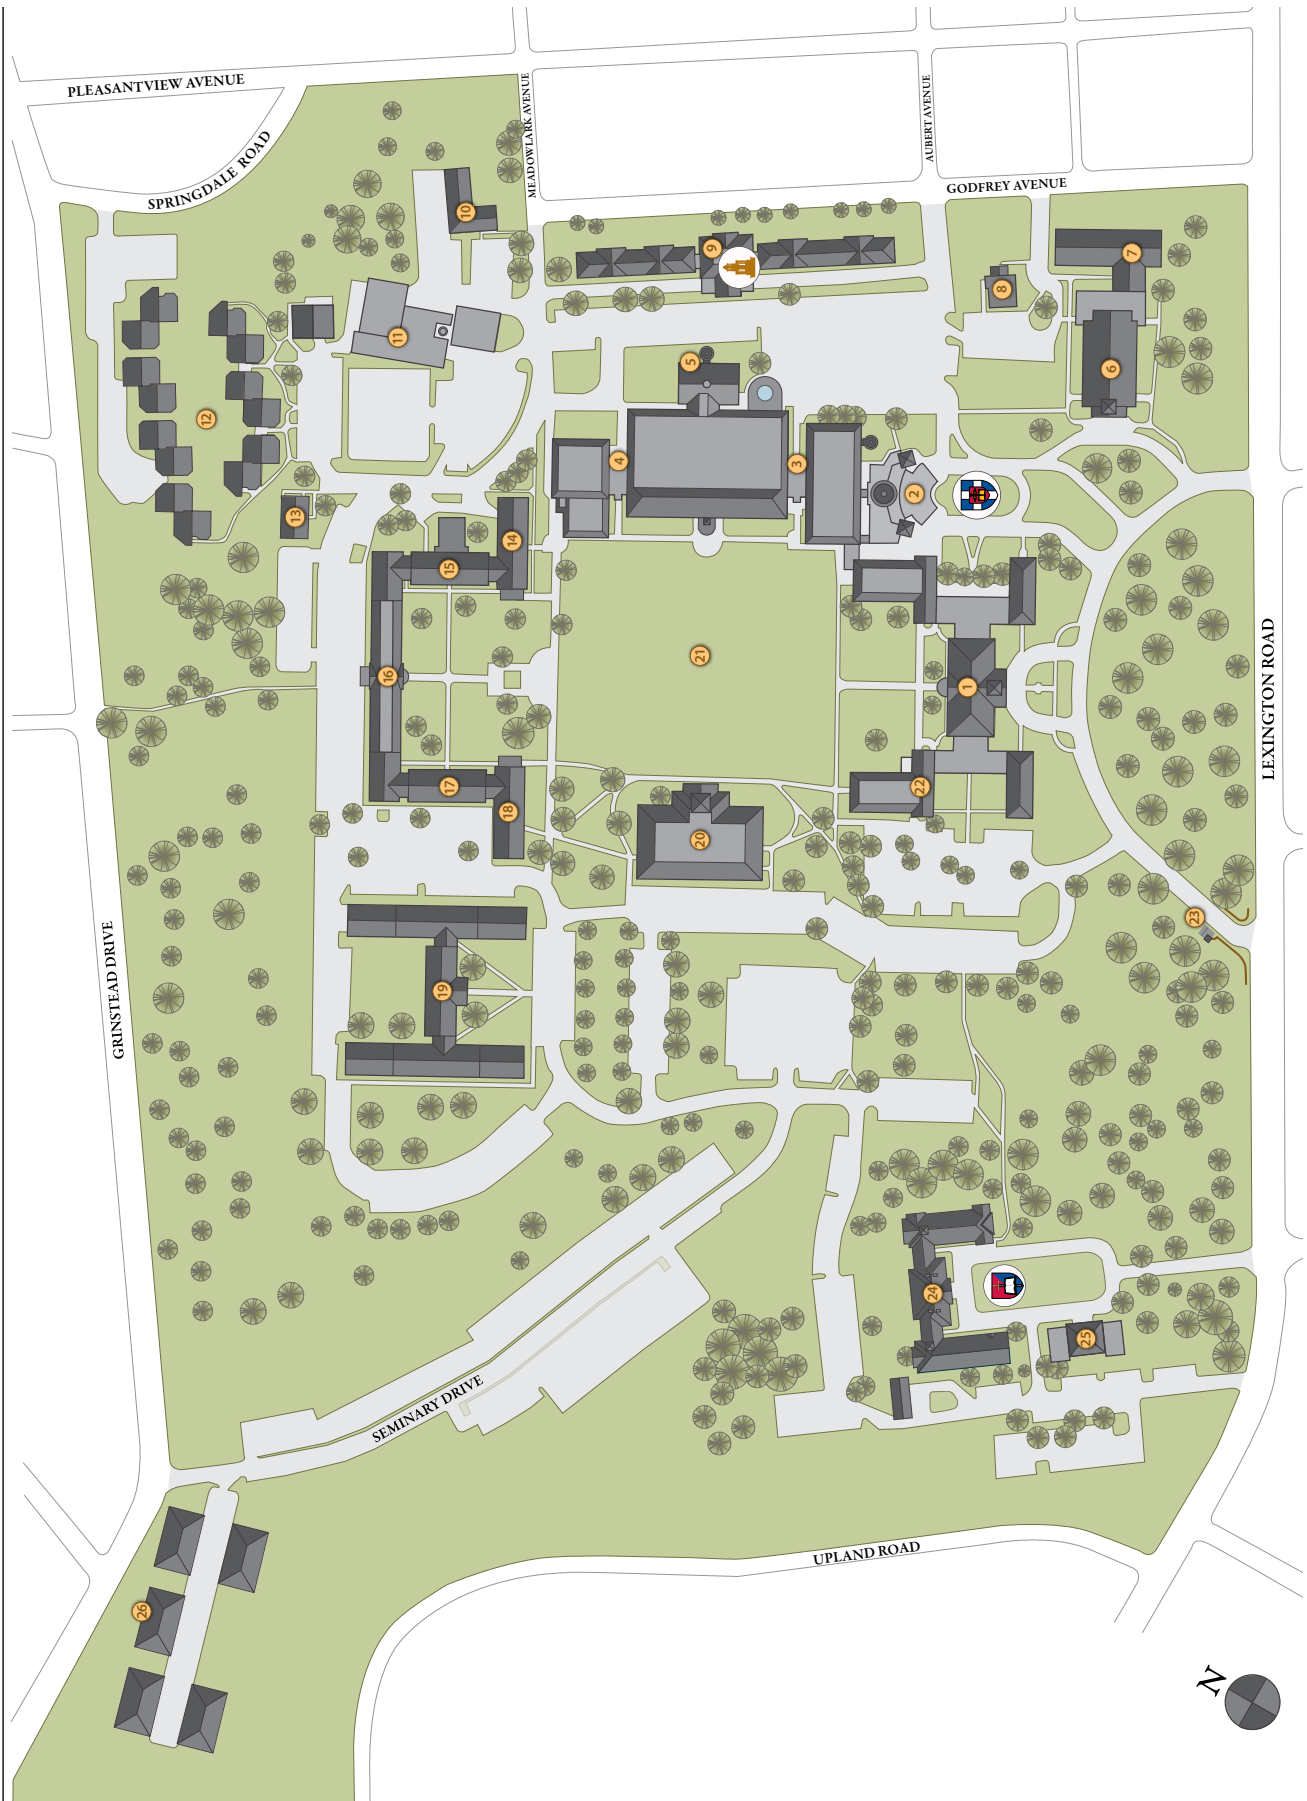 PLEASANTVIEW AVENUE
SPRINGDALE ROAD
MEADOWLARK AVENUE
AUBERT AVENUE
GODFREY AVENUE
10
9
7
8
11
5
6
12
4
3
2
13
14
15
21
16
1
LEXINGTON ROAD
17
22
18
20
23
GRINSTEAD DRIVE
19
24
25
SEMINARY DRIVE
UPLAND ROAD
26
N